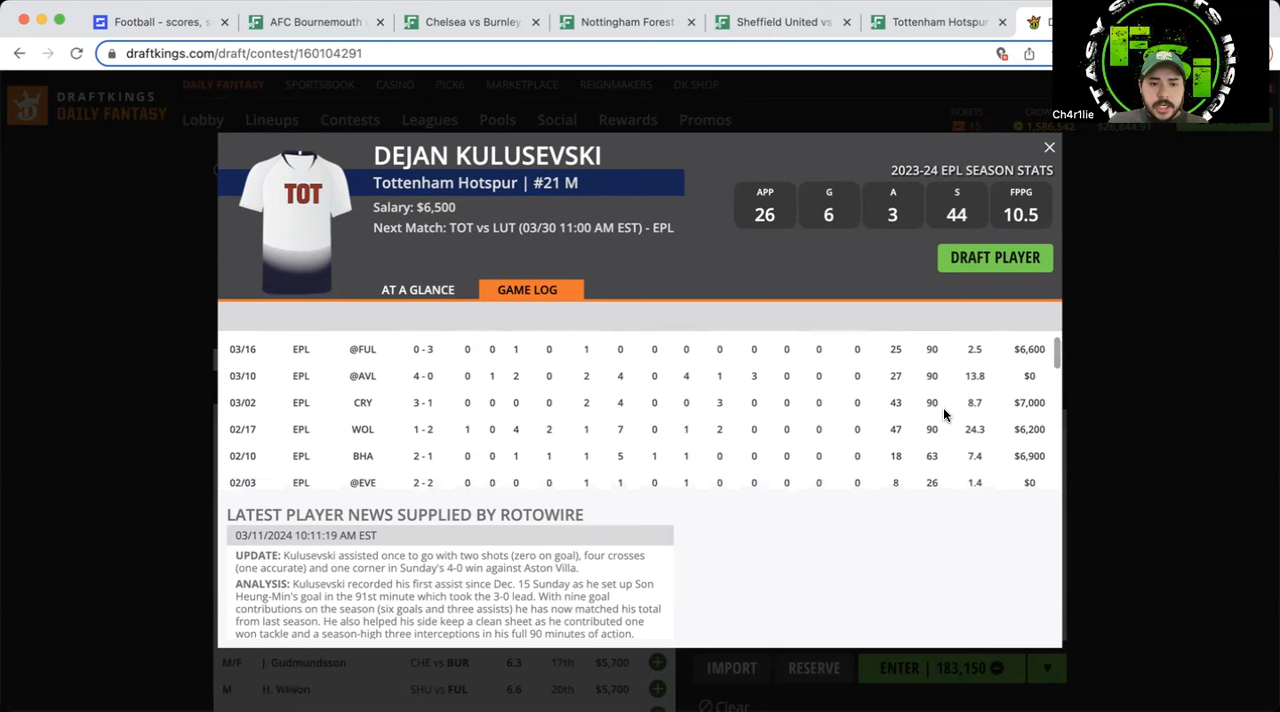 Football - scores, s
AFC Bournemouth
Chelsea vs Burnley
Nottingham Forest
Sheffield United vs
Tottenham Hotspur
draftkings.com/draft/contest/160104291
FSI
Ch4r1lie
DRAFTKINGS
DAILY FANTASY
DAILY FANTASY SPORTSBOOK CASINO PICK6 MARKETPLACE REIGNMAKERS DK SHOP
Lobby Lineups Contests Leagues Pools Social Rewards Promos
TICKETS
15
1,586,542
DEJAN KULUSEVSKI
Tottenham Hotspur | #21 M
Salary: $6,500
Next Match: TOT vs LUT (03/30 11:00 AM EST) - EPL
TOT
2023-24 EPL SEASON STATS
APP G A S FPPG
26 6 3 44 10.5
DRAFT PLAYER
AT A GLANCE GAME LOG
03/16 EPL @FUL 0 - 3 0 0 1 0 1 0 0 0 0 0 0 0 0 25 90 2.5 $6,600
03/10 EPL @AVL 4 - 0 0 1 2 0 2 4 0 4 1 3 0 0 0 27 90 13.8 $0
03/02 EPL CRY 3 - 1 0 0 0 0 2 4 0 0 3 0 0 0 0 43 90 8.7 $7,000
02/17 EPL WOL 1 - 2 1 0 4 2 1 7 0 1 2 0 0 0 0 47 90 24.3 $6,200
02/10 EPL BHA 2 - 1 0 0 1 1 1 5 1 1 0 0 0 0 0 18 63 7.4 $6,900
02/03 EPL @EVE 2 - 2 0 0 0 0 1 1 0 1 0 0 0 0 0 8 26 1.4 $0
LATEST PLAYER NEWS SUPPLIED BY ROTOWIRE
03/11/2024 10:11:19 AM EST
UPDATE: Kulusevski assisted once to go with two shots (zero on goal), four crosses
(one accurate) and one corner in Sunday's 4-0 win against Aston Villa.
ANALYSIS: Kulusevski recorded his first assist since Dec. 15 Sunday as he set up Son
Heung-Min's goal in the 91st minute which took the 3-0 lead. With nine goal
contributions on the season (six goals and three assists) he has now matched his total
from last season. He also helped his side keep a clean sheet as he contributed one
won tackle and a season-high three interceptions in his full 90 minutes of action.
M/F J. Gudmundsson CHE vs BUR 6.3 17th $5,700
M H. Wilson SHU vs FUL 6.6 20th $5,700
IMPORT RESERVE ENTER | 183,150
Clear